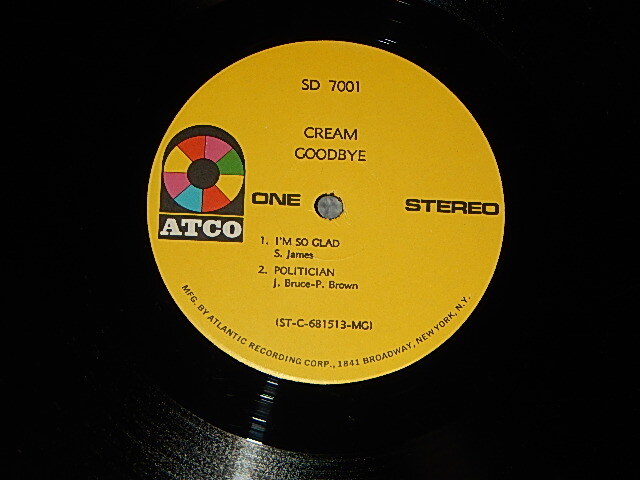 SD 7001
CREAM
GOODBYE
ATCO
ONE
STEREO
1. I'M SO GLAD
S. James
2. POLITICIAN
J. Bruce-P. Brown
(ST-C-681513-MG)
MFG. BY ATLANTIC RECORDING CORP., 1841 BROADWAY, NEW YORK, N.Y.